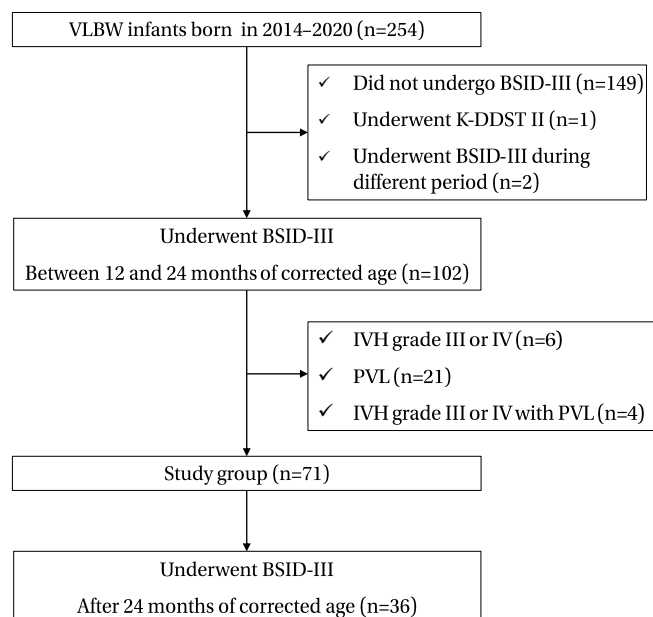 VLBW infants born in 2014–2020 (n=254)
✓ Did not undergo BSID-III (n=149)
✓ Underwent K-DDST II (n=1)
✓ Underwent BSID-III during
different period (n=2)
Underwent BSID-III
Between 12 and 24 months of corrected age (n=102)
✓ IVH grade III or IV (n=6)
✓ PVL (n=21)
✓ IVH grade III or IV with PVL (n=4)
Study group (n=71)
Underwent BSID-III
After 24 months of corrected age (n=36)